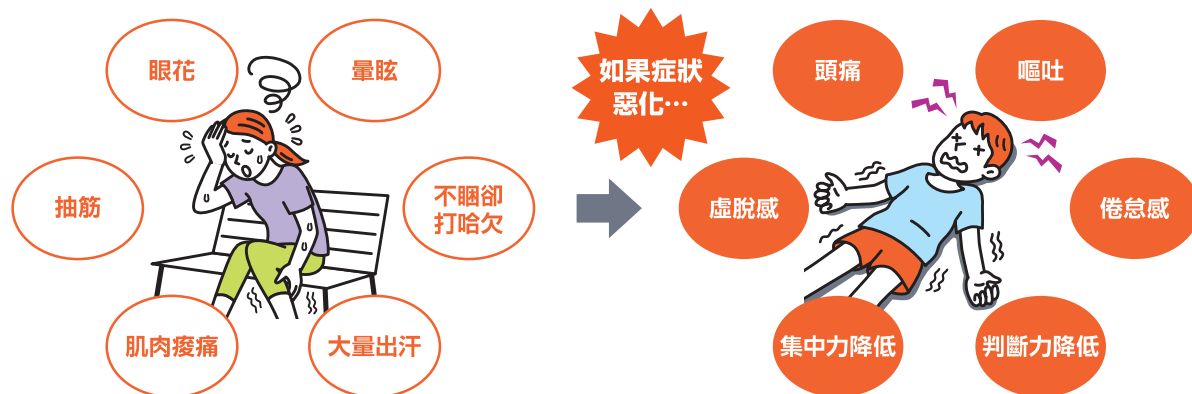 眼花
暈眩
抽筋
不睏卻
打哈欠
肌肉痠痛
大量出汗
如果症狀
惡化…
頭痛
嘔吐
虛脫感
倦怠感
集中力降低
判斷力降低